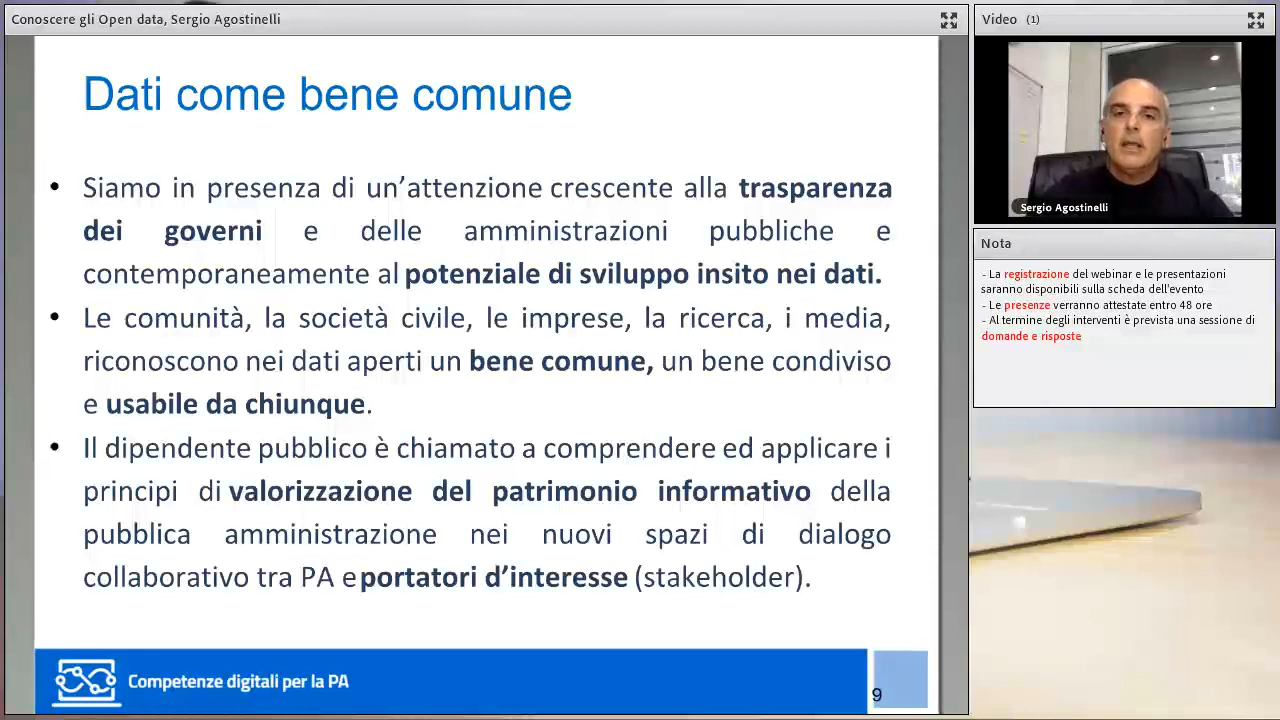 Conoscere gli Open data, Sergio Agostinelli
Dati come bene comune
• Siamo in presenza di un’attenzione crescente alla trasparenza
dei governi e delle amministrazioni pubbliche e
contemporaneamente al potenziale di sviluppo insito nei dati.
• Le comunità, la società civile, le imprese, la ricerca, i media,
riconoscono nei dati aperti un bene comune, un bene condiviso
e usabile da chiunque.
• Il dipendente pubblico è chiamato a comprendere ed applicare i
principi di valorizzazione del patrimonio informativo della
pubblica amministrazione nei nuovi spazi di dialogo
collaborativo tra PA e portatori d’interesse (stakeholder).
Competenze digitali per la PA
9
Video (1)
Sergio Agostinelli
Nota
- La registrazione del webinar e le presentazioni
saranno disponibili sulla scheda dell'evento
- Le presenze verranno attestate entro 48 ore
- Al termine degli interventi è prevista una sessione di
domande e risposte